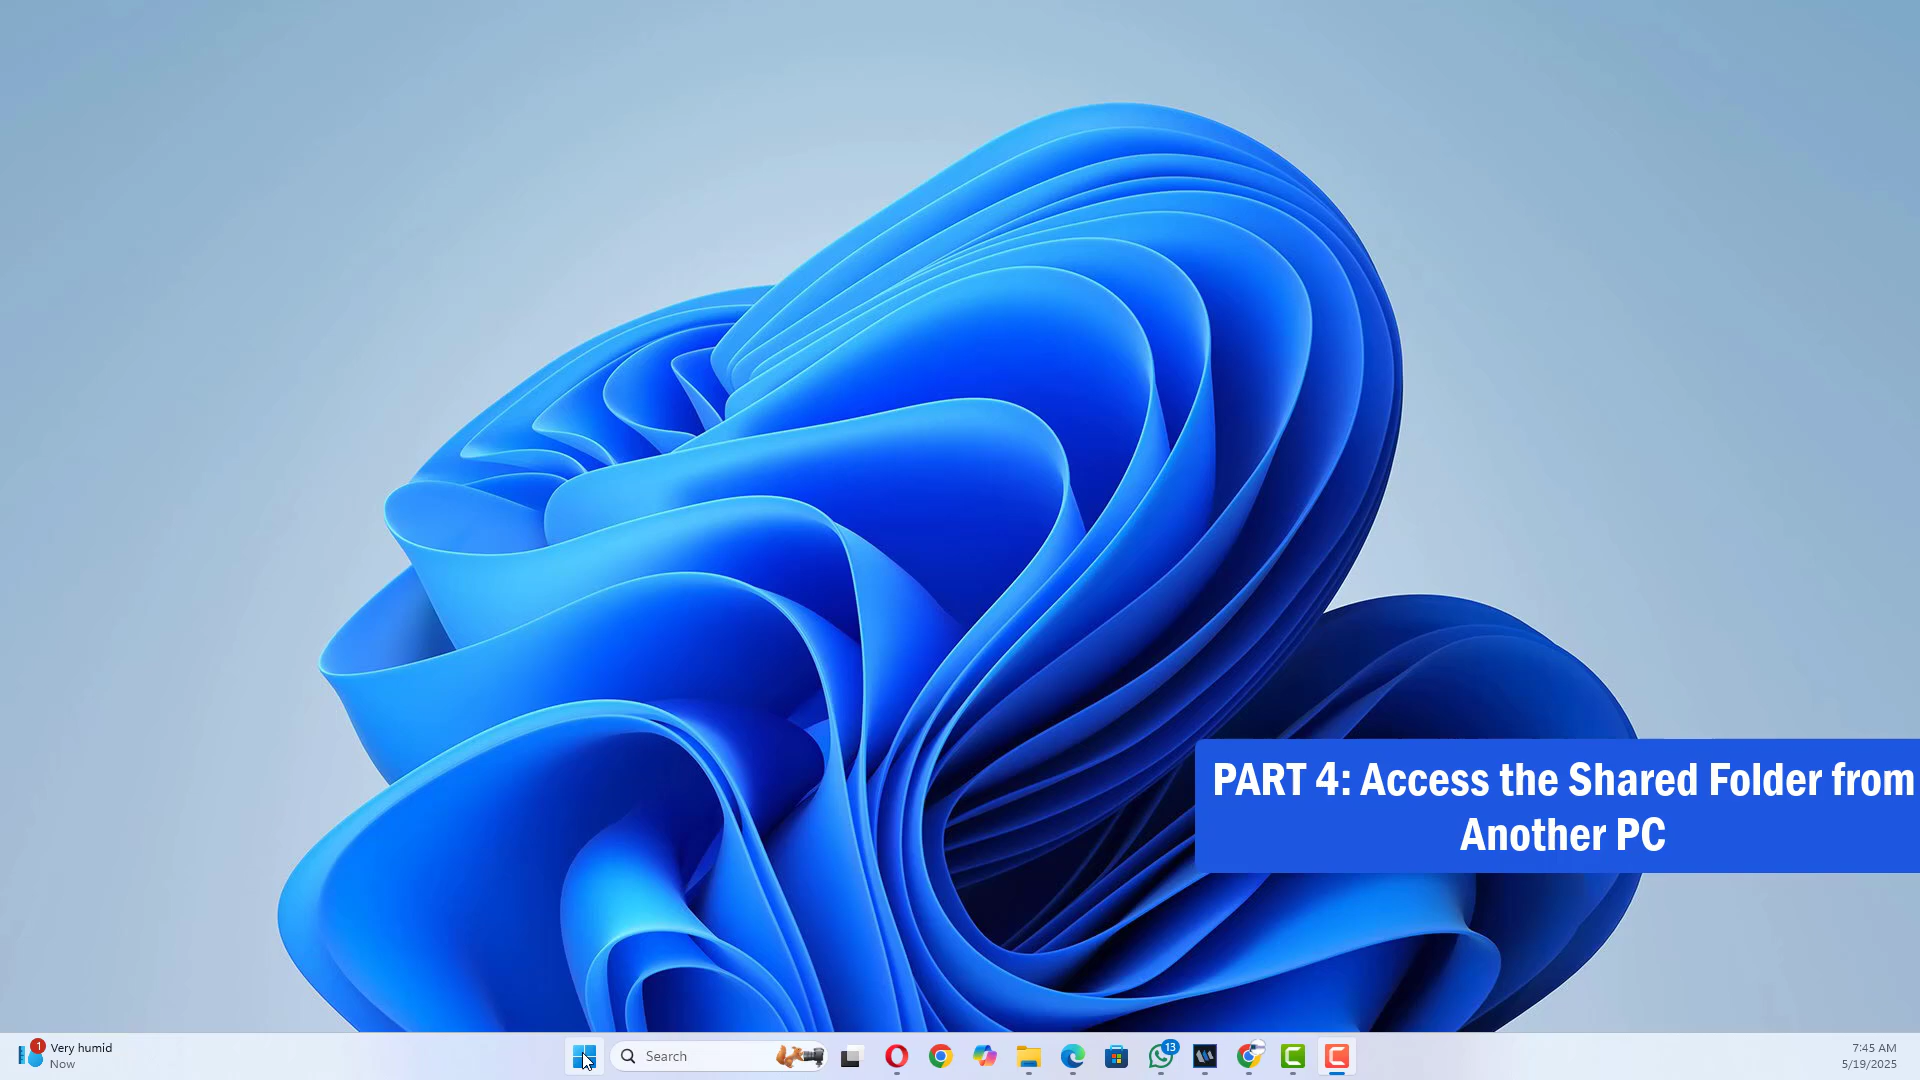 PART 4: Access the Shared Folder from
Another PC
1
Very humid
Now
Search
13
7:45 AM
5/19/2025